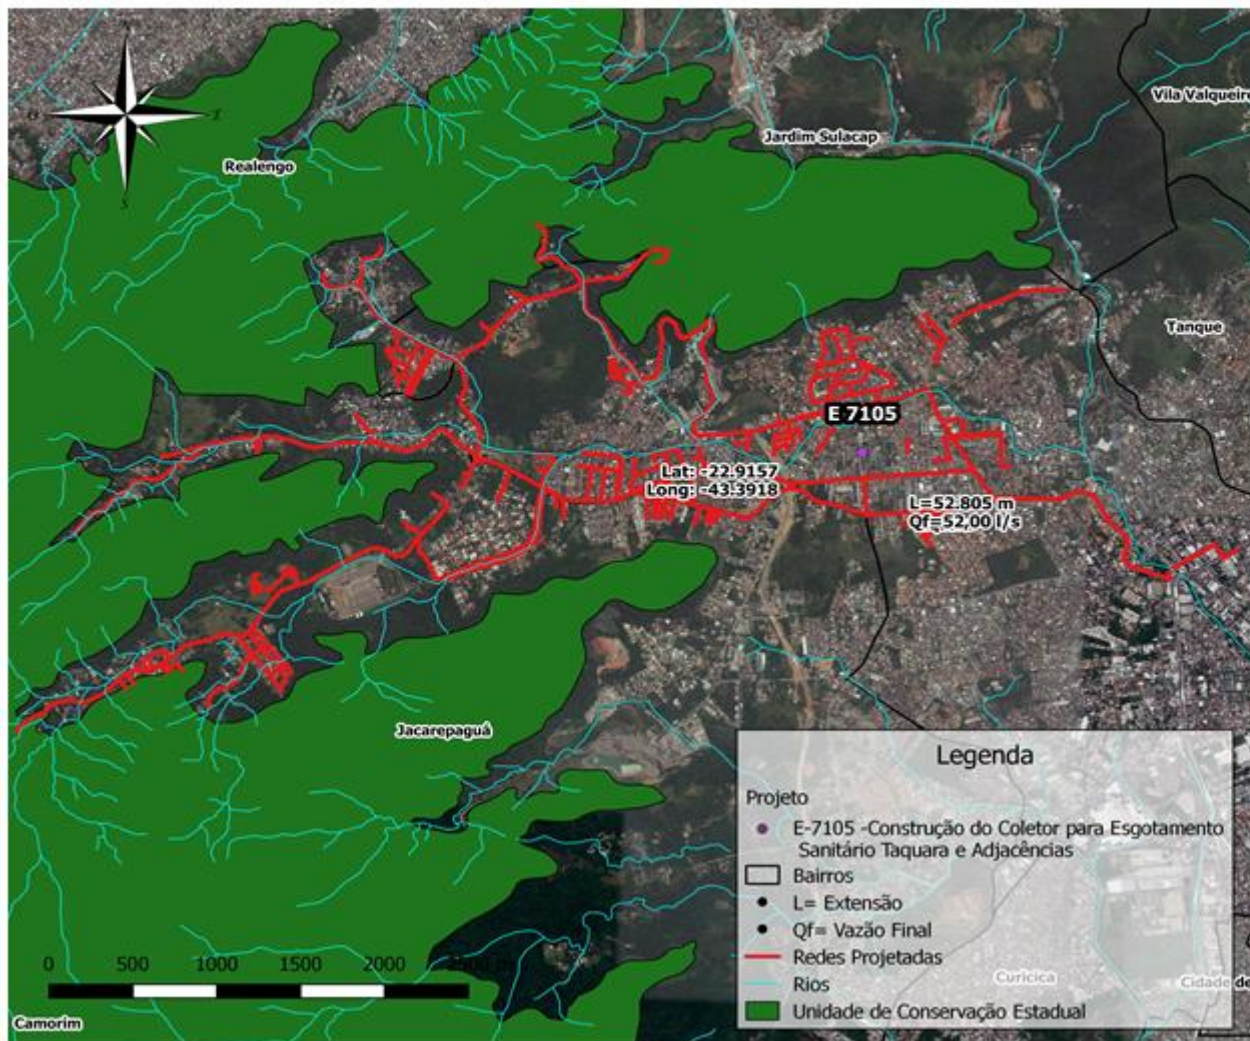 Vila Valqueire
Jardim Sulacap
Realengo
O
S
Tanque
E 7105
Lat: -22.9157
Long: -43.3918
L=52.805 m
Qf=52,00 l/s
Jacarepaguá
Legenda
Projeto
E-7105 -Construção do Coletor para Esgotamento
Sanitário Taquara e Adjacências
Bairros
L= Extensão
Qf= Vazão Final
Redes Projetadas
Rios
Unidade de Conservação Estadual
Curicica
Cidade de
0 500 1000 1500 2000
Camorim